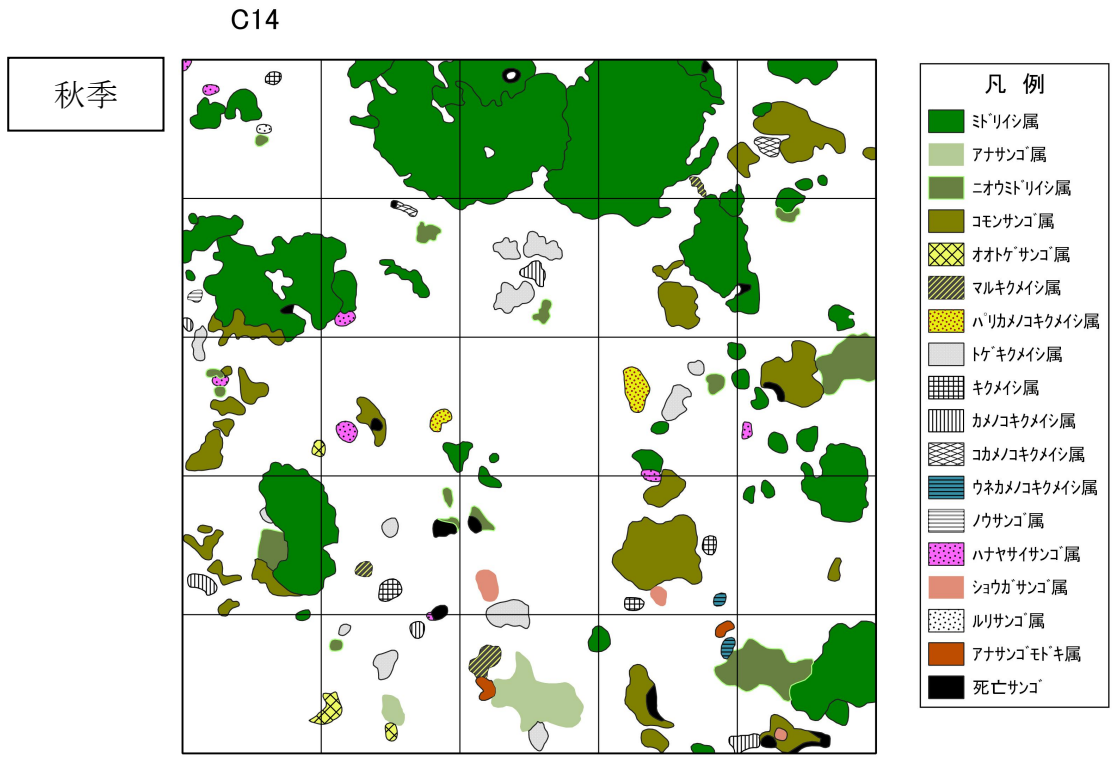 C14
秋季
凡 例
ﾐﾄﾞﾘｲｼ属
ｱﾅｻﾝｺﾞ属
ﾆｵｳﾐﾄﾞﾘｲｼ属
ｺﾓﾝｻﾝｺﾞ属
ｵｵﾄｹﾞｻﾝｺﾞ属
ﾏﾙｷｸﾒｲｼ属
ﾊﾟﾘｶﾒﾉｺｷｸﾒｲｼ属
ﾄｹﾞｷｸﾒｲｼ属
ｷｸﾒｲｼ属
ｶﾒﾉｺｷｸﾒｲｼ属
ｺｶﾒﾉｺｷｸﾒｲｼ属
ｳﾈｶﾒﾉｺｷｸﾒｲｼ属
ﾉｳｻﾝｺﾞ属
ﾊﾅﾔｻｲｻﾝｺﾞ属
ｼｮｳｶﾞｻﾝｺﾞ属
ﾙﾘｻﾝｺﾞ属
ｱﾅｻﾝｺﾞﾓﾄﾞｷ属
死亡ｻﾝｺﾞ